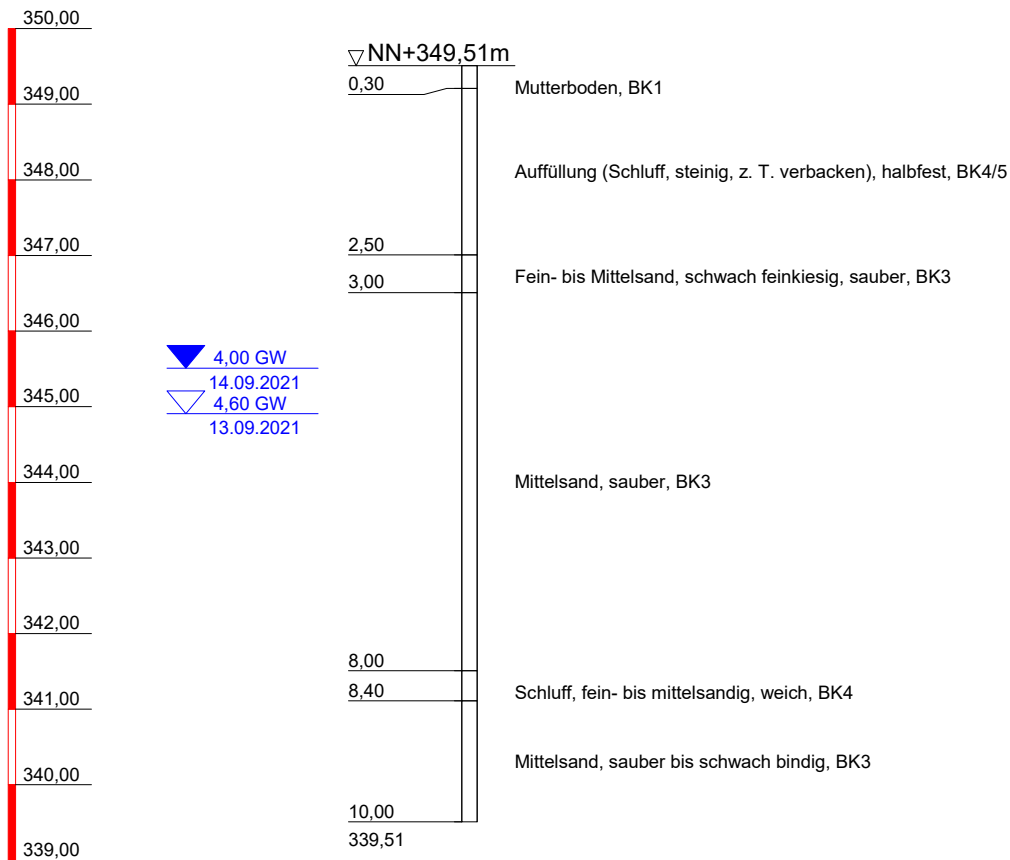 350,00
NN+349,51m
0,30
Mutterboden, BK1
349,00
Auffüllung (Schluff, steinig, z. T. verbacken), halbfest, BK4/5
348,00
2,50
347,00
Fein- bis Mittelsand, schwach feinkiesig, sauber, BK3
3,00
346,00
4,00 GW
14.09.2021
345,00
4,60 GW
13.09.2021
344,00
Mittelsand, sauber, BK3
343,00
342,00
8,00
341,00
8,40
Schluff, fein- bis mittelsandig, weich, BK4
Mittelsand, sauber bis schwach bindig, BK3
340,00
10,00
339,51
339,00